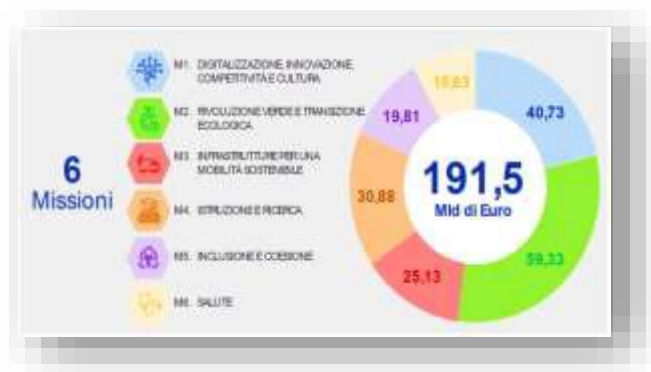 6
Missioni
M1. DIGITALIZZAZIONE, INNOVAZIONE,
COMPETITIVITÀ E CULTURA
M2. RIVOLUZIONE VERDE E TRANSIZIONE
ECOLOGICA
M3. INFRASTRUTTURE PER UNA
MOBILITÀ SOSTENIBILE
M4. ISTRUZIONE E RICERCA
M5. INCLUSIONE E COESIONE
M6. SALUTE
15,63
19,81
40,73
191,5
Mld di Euro
30,88
59,33
25,13